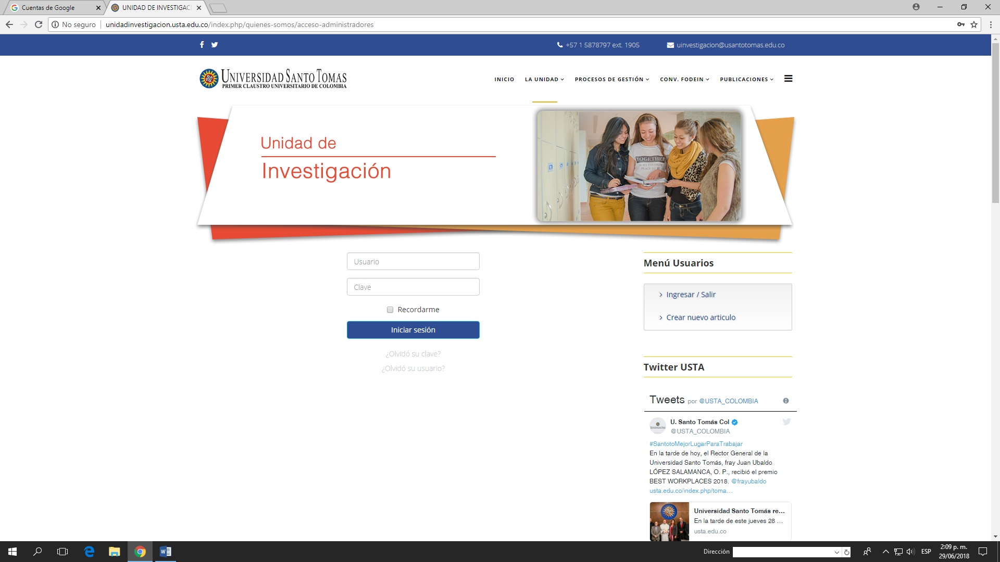 Cuentas de Google
UNIDAD DE INVESTIGACI
No seguro
unidadinvestigacion.usta.edu.co/index.php/quienes-somos/acceso-administradores
+57 1 5878797 ext. 1905
uinvestigacion@usantotomas.edu.co
UNIVERSIDAD SANTO TOMAS
PRIMER CLAUSTRO UNIVERSITARIO DE COLOMBIA
INICIO
LA UNIDAD
PROCESOS DE GESTIÓN
CONV. FODEIN
PUBLICACIONES
Unidad de
Investigación
TOGETHER
IS MY FAVORITE
PLACE TO BE
Usuario
Clave
Recordarme
Iniciar sesión
¿Olvidó su clave?
¿Olvidó su usuario?
Menú Usuarios
Ingresar / Salir
Crear nuevo articulo
Twitter USTA
Tweets por @USTA_COLOMBIA
U. Santo Tomás Col
@USTA_COLOMBIA
#SantotoMejorLugarParaTrabajar
En la tarde de hoy, el Rector General de la
Universidad Santo Tomás, fray Juan Ubaldo
LÓPEZ SALAMANCA, O. P., recibió el premio
BEST WORKPLACES 2018. @frayubaldo
usta.edu.co/index.php/toma…
Universidad Santo Tomás re...
En la tarde de este jueves 28 ...
usta.edu.co
Dirección
ESP
2:09 p. m.
29/06/2018